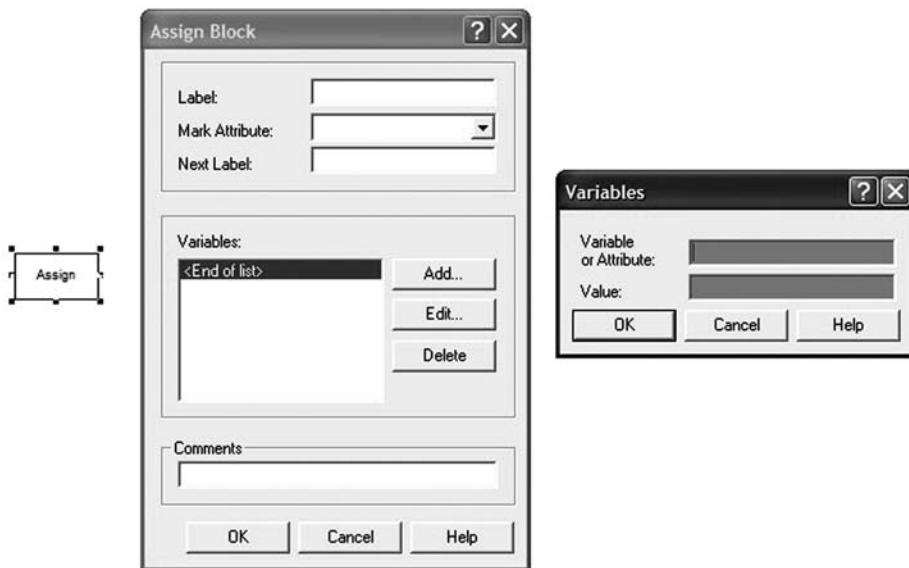 Assign
Assign Block
Label:
Mark Attribute:
Next Label:
Variables:
<End of list>
Add...
Edit...
Delete
Comments
OK Cancel Help
Variables
Variable
or Attribute:
Value:
OK Cancel Help